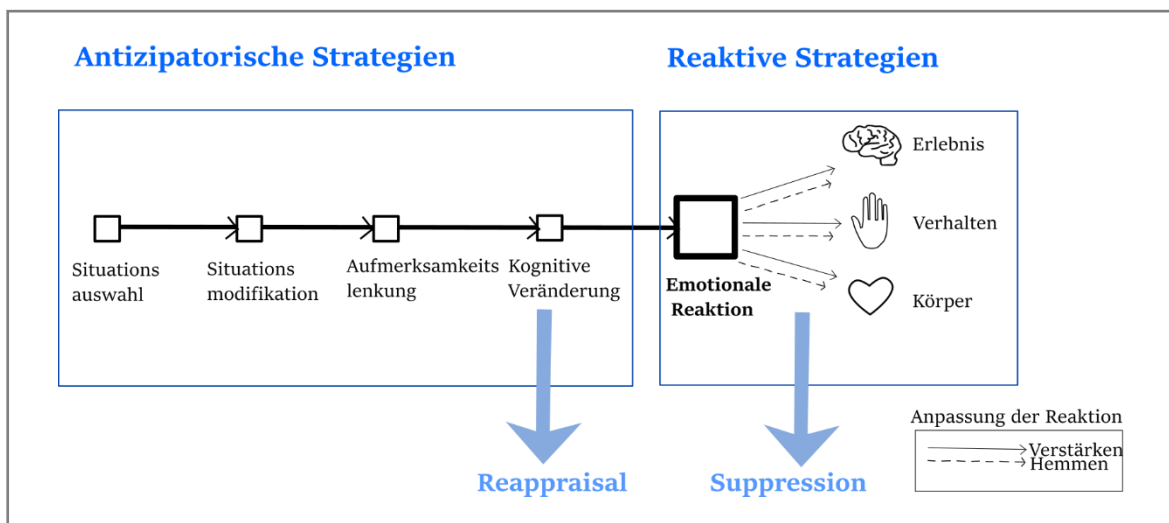 Antizipatorische Strategien
Reaktive Strategien
Situations
auswahl
Situations
modifikation
Aufmerksamkeits
lenkung
Kognitive
Veränderung
Emotionale
Reaktion
Erlebnis
Verhalten
Körper
Reappraisal
Suppression
Anpassung der Reaktion
Verstärken
Hemmen